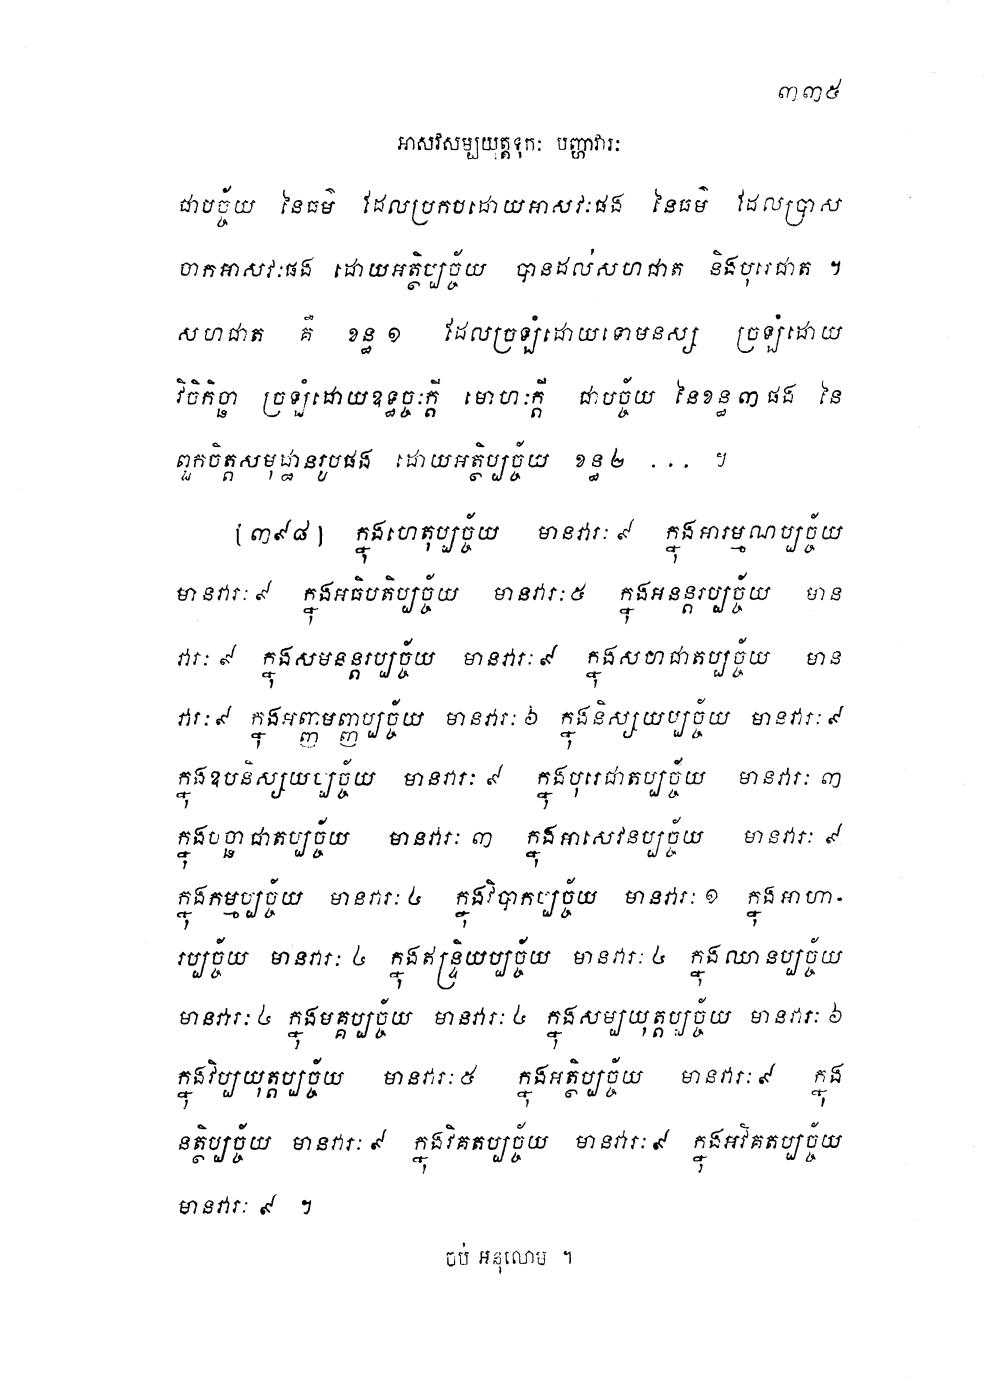 ៣៣៥
អាសវសម្បយុត្តទុកៈ បញ្ហាវារៈ
ជាបច្ច័យ នៃធម៌ ដែលប្រកបដោយអាសវៈផង នៃធម៌ ដែលប្រាស
ចាកអាសវៈផង ដោយអត្ថិប្បច្ច័យ បានដល់សហជាត និងបុរេជាត ។
សហជាត គឺ ខន្ធ ១ ដែលច្រឡំដោយទោមនស្ស ច្រឡំដោយ
វិចិកិច្ឆា ច្រឡំដោយឧទ្ធច្ចៈក្តី មោហៈក្តី ជាបច្ច័យ នៃខន្ធ ៣ ផង នៃ
ពួកចិត្តសមុដ្ឋានរូបផង ដោយអត្ថិប្បច្ច័យ ខន្ធ ២ ... ។
[៣៩៨] ក្នុងហេតុប្បច្ច័យ មានវារៈ ៩ ក្នុងអារម្មណប្បច្ច័យ
មានវារៈ ៩ ក្នុងអធិបតិប្បច្ច័យ មានវារៈ ៥ ក្នុងអនន្តរប្បច្ច័យ មាន
វារៈ ៩ ក្នុងសមនន្តរប្បច្ច័យ មានវារៈ ៩ ក្នុងសហជាតប្បច្ច័យ មាន
វារៈ ៩ ក្នុងអញ្ញមញ្ញប្បច្ច័យ មានវារៈ ៦ ក្នុងនិស្សយប្បច្ច័យ មានវារៈ ៩
ក្នុងឧបនិស្សយប្បច្ច័យ មានវារៈ ៩ ក្នុងបុរេជាតប្បច្ច័យ មានវារៈ ៣
ក្នុងបច្ឆាជាតប្បច្ច័យ មានវារៈ ៣ ក្នុងអាសេវនប្បច្ច័យ មានវារៈ ៩
ក្នុងកម្មប្បច្ច័យ មានវារៈ ៤ ក្នុងវិបាកប្បច្ច័យ មានវារៈ ១ ក្នុងអាហា-
រប្បច្ច័យ មានវារៈ ៤ ក្នុងឥន្ទ្រិយប្បច្ច័យ មានវារៈ ៤ ក្នុងឈានប្បច្ច័យ
មានវារៈ ៤ ក្នុងមគ្គប្បច្ច័យ មានវារៈ ៤ ក្នុងសម្បយុត្តប្បច្ច័យ មានវារៈ ៦
ក្នុងវិប្បយុត្តប្បច្ច័យ មានវារៈ ៥ ក្នុងអត្ថិប្បច្ច័យ មានវារៈ ៩ ក្នុង
នត្ថិប្បច្ច័យ មានវារៈ ៩ ក្នុងវិគតប្បច្ច័យ មានវារៈ ៩ ក្នុងអវិគតប្បច្ច័យ
មានវារៈ ៩ ។
ចប់ អនុលោម ។